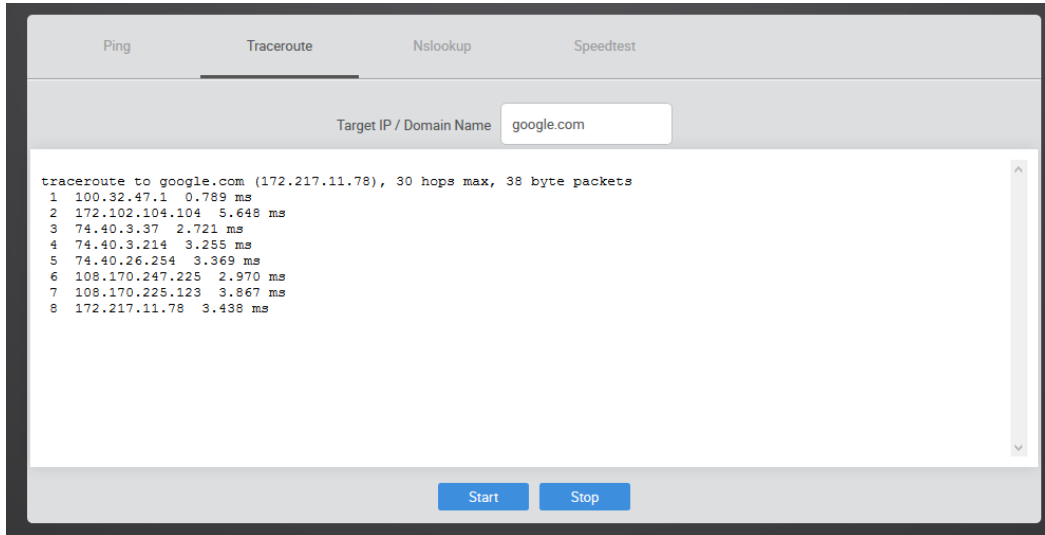 Ping Traceroute Nslookup Speedtest
Target IP / Domain Name google.com
traceroute to google.com (172.217.11.78), 30 hops max, 38 byte packets
1 100.32.47.1 0.789 ms
2 172.102.104.104 5.648 ms
3 74.40.3.37 2.721 ms
4 74.40.3.214 3.255 ms
5 74.40.26.254 3.369 ms
6 108.170.247.225 2.970 ms
7 108.170.225.123 3.867 ms
8 172.217.11.78 3.438 ms
Start Stop